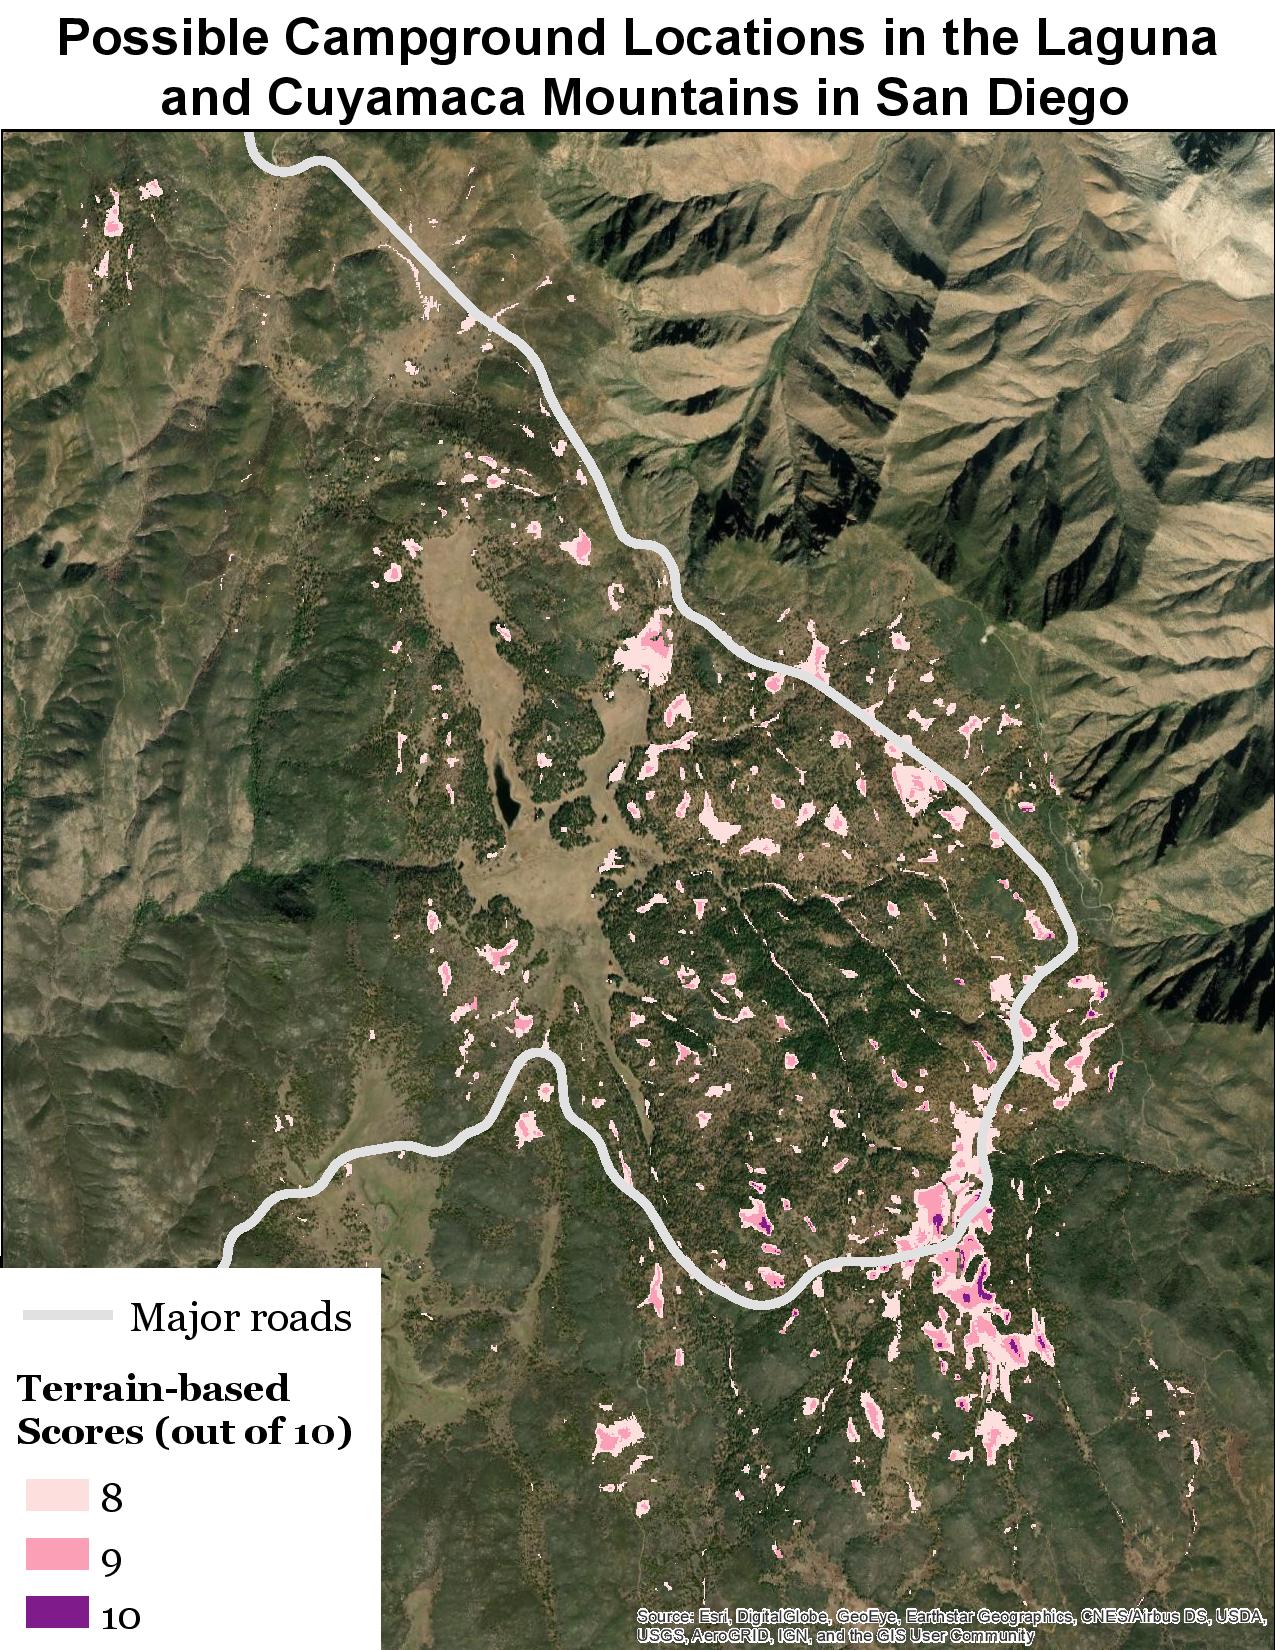 Possible Campground Locations in the Laguna
and Cuyamaca Mountains in San Diego
Major roads
Terrain-based
Scores (out of 10)
8
9
10
Source: Esri, DigitalGlobe, GeoEye, Earthstar Geographics, CNES/Airbus DS, USDA,
USGS, AeroGRID, IGN, and the GIS User Community